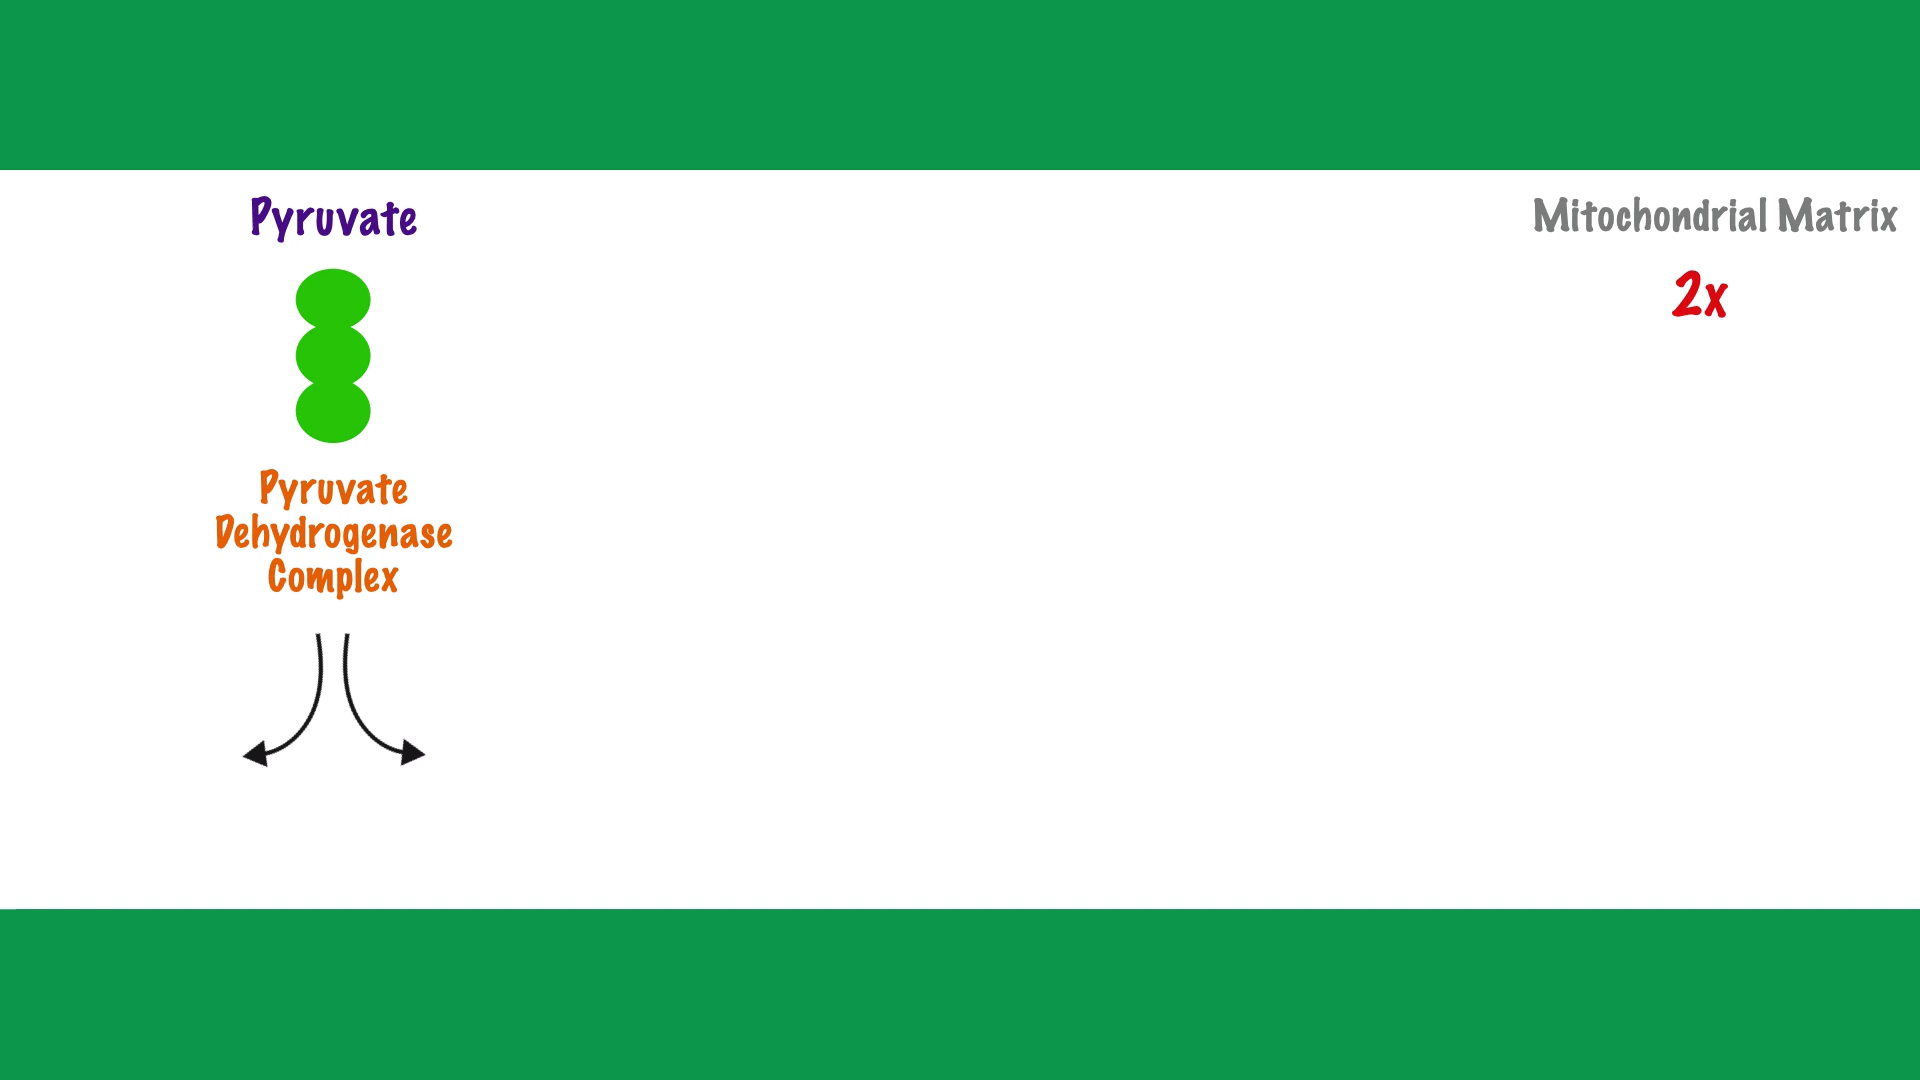 Pyruvate
Mitochondrial Matrix
2x
Pyruvate
Dehydrogenase
Complex